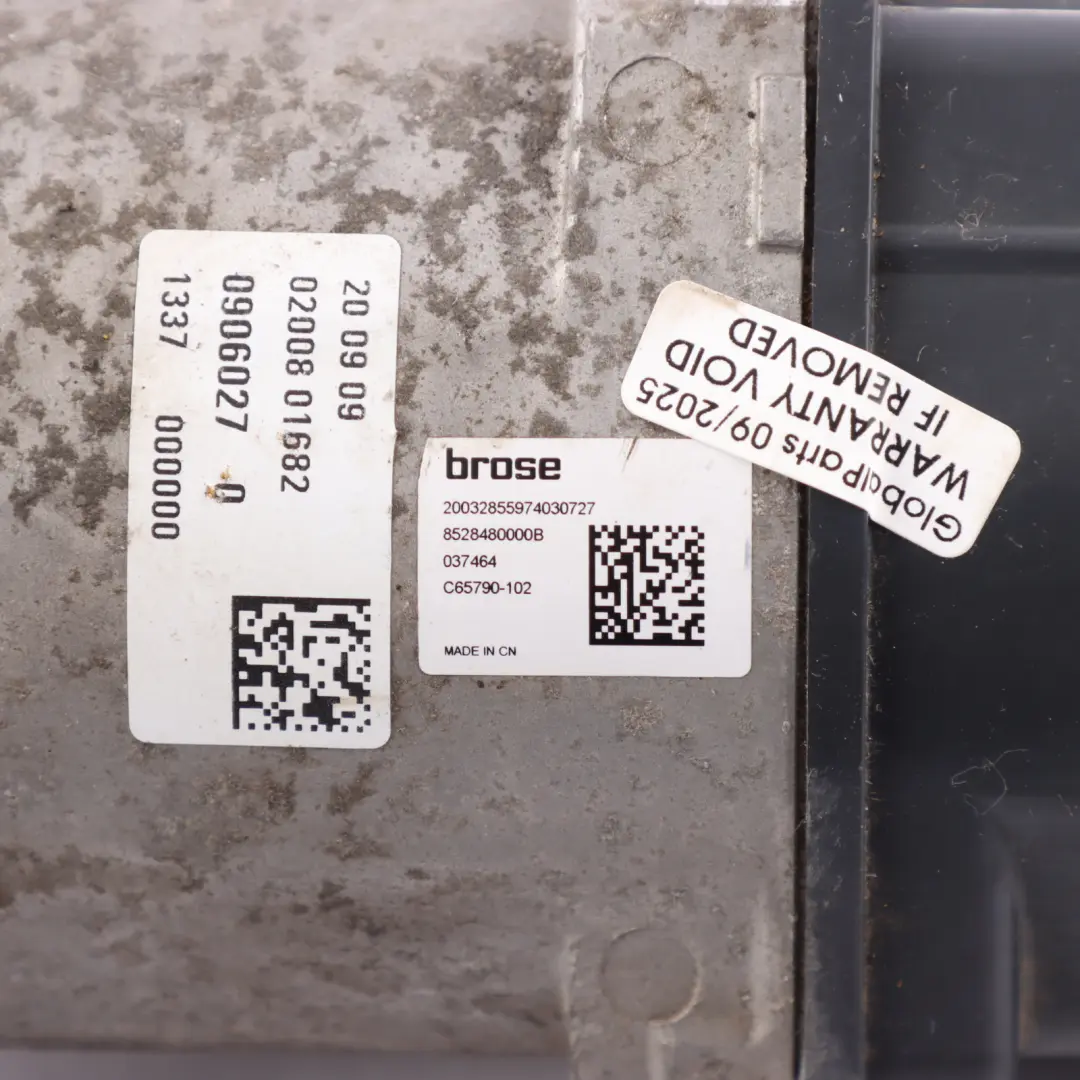 20 09 09
02008 01682
0906027 0
1337 000000
brose
20032855974030727
8528480000B
037464
C65790-102
MADE IN CN
GlobalParts 09/2025
WARRANTY VOID
IF REMOVED